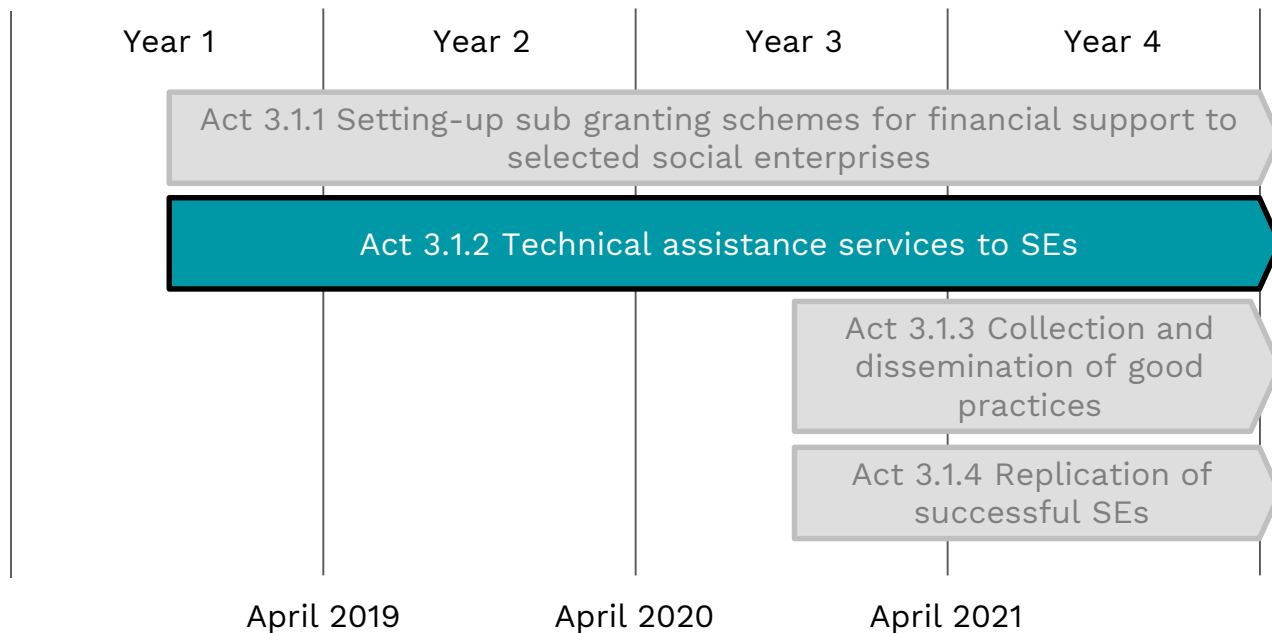 Year 1
Year 2
Year 3
Year 4
Act 3.1.1 Setting-up sub granting schemes for financial support to
selected social enterprises
Act 3.1.2 Technical assistance services to SEs
Act 3.1.3 Collection and
dissemination of good
practices
Act 3.1.4 Replication of
successful SEs
April 2019
April 2020
April 2021